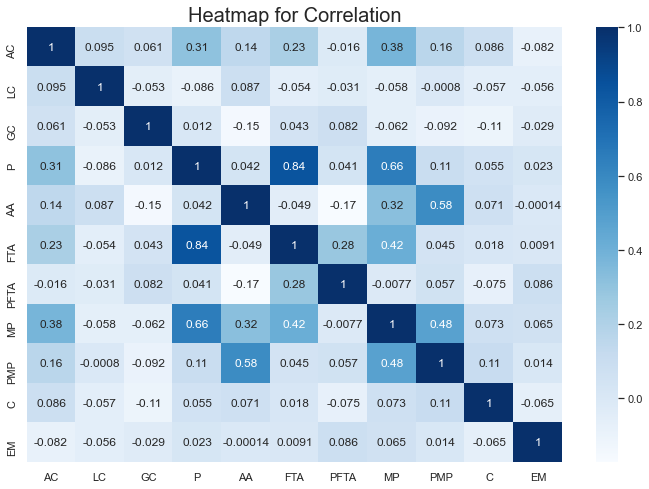 Heatmap for Correlation
AC 1 0.095 0.061 0.31 0.14 0.23 -0.016 0.38 0.16 0.086 -0.082
LC 0.095 1 -0.053 -0.086 0.087 -0.054 -0.031 -0.058 -0.0008 -0.057 -0.056
GC 0.061 -0.053 1 0.012 -0.15 0.043 0.082 -0.062 -0.092 -0.11 -0.029
P 0.31 -0.086 0.012 1 0.042 0.84 0.041 0.66 0.11 0.055 0.023
AA 0.14 0.087 -0.15 0.042 1 -0.049 -0.17 0.32 0.58 0.071 -0.00014
FTA 0.23 -0.054 0.043 0.84 -0.049 1 0.28 0.42 0.045 0.018 0.0091
PFTA -0.016 -0.031 0.082 0.041 -0.17 0.28 1 -0.0077 0.057 -0.075 0.086
MP 0.38 -0.058 -0.062 0.66 0.32 0.42 -0.0077 1 0.48 0.073 0.065
PMP 0.16 -0.0008 -0.092 0.11 0.58 0.045 0.057 0.48 1 0.11 0.014
C 0.086 -0.057 -0.11 0.055 0.071 0.018 -0.075 0.073 0.11 1 -0.065
EM -0.082 -0.056 -0.029 0.023 -0.00014 0.0091 0.086 0.065 0.014 -0.065 1
AC LC GC P AA FTA PFTA MP PMP C EM
1.0
0.8
0.6
0.4
0.2
0.0